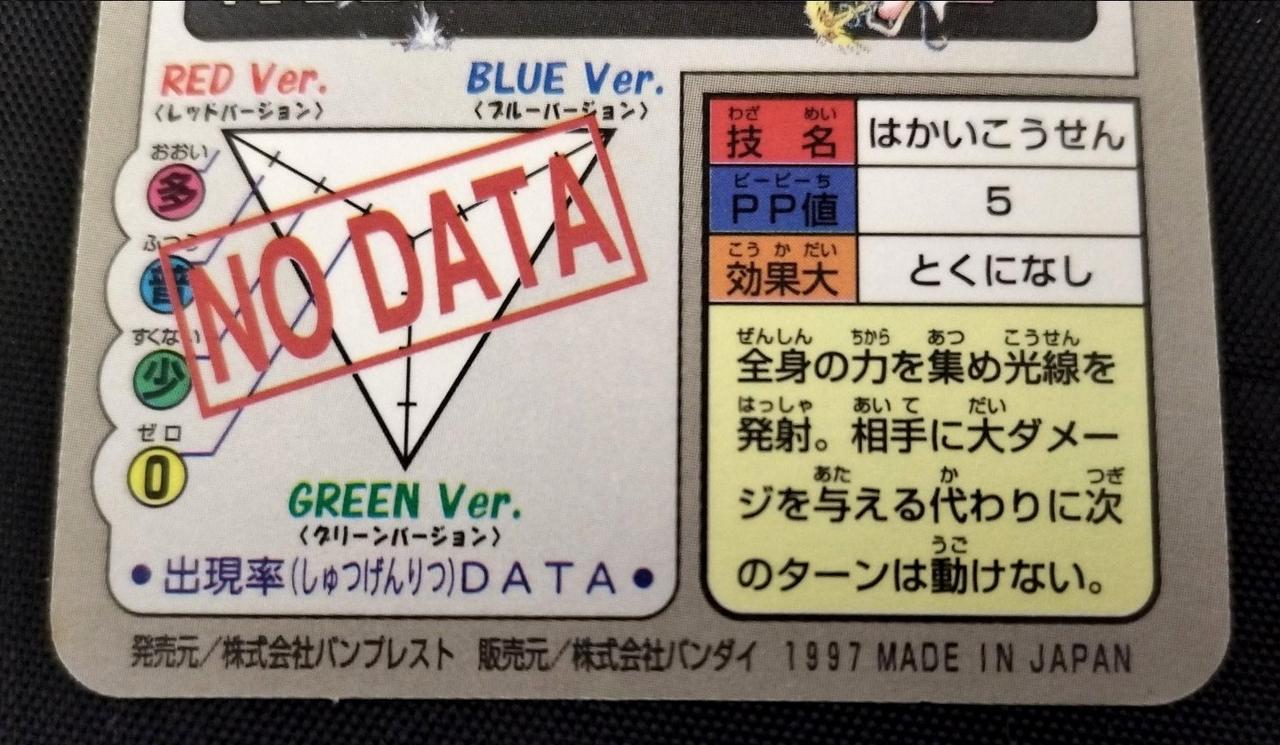 RED Ver.
〈レッドバージョン〉
BLUE Ver.
〈ブルーバージョン〉
おおい
多
ふつう
普
すくない
少
ゼロ
0
NO DATA
GREEN Ver.
〈グリーンバージョン〉
●出現率(しゅつげんりつ)DATA●
わざ めい
技 名
はかいこうせん
ピーピーち
PP値
5
こうかだい
効果大
とくになし
ぜんしん ちから あつ こうせん
全身の力を集め光線を
はっしゃ あいて だい
発射。相手に大ダメー
あた か つぎ
ジを与える代わりに次
うご
のターンは動けない。
発売元/株式会社バンプレスト 販売元/株式会社バンダイ 1997 MADE IN JAPAN